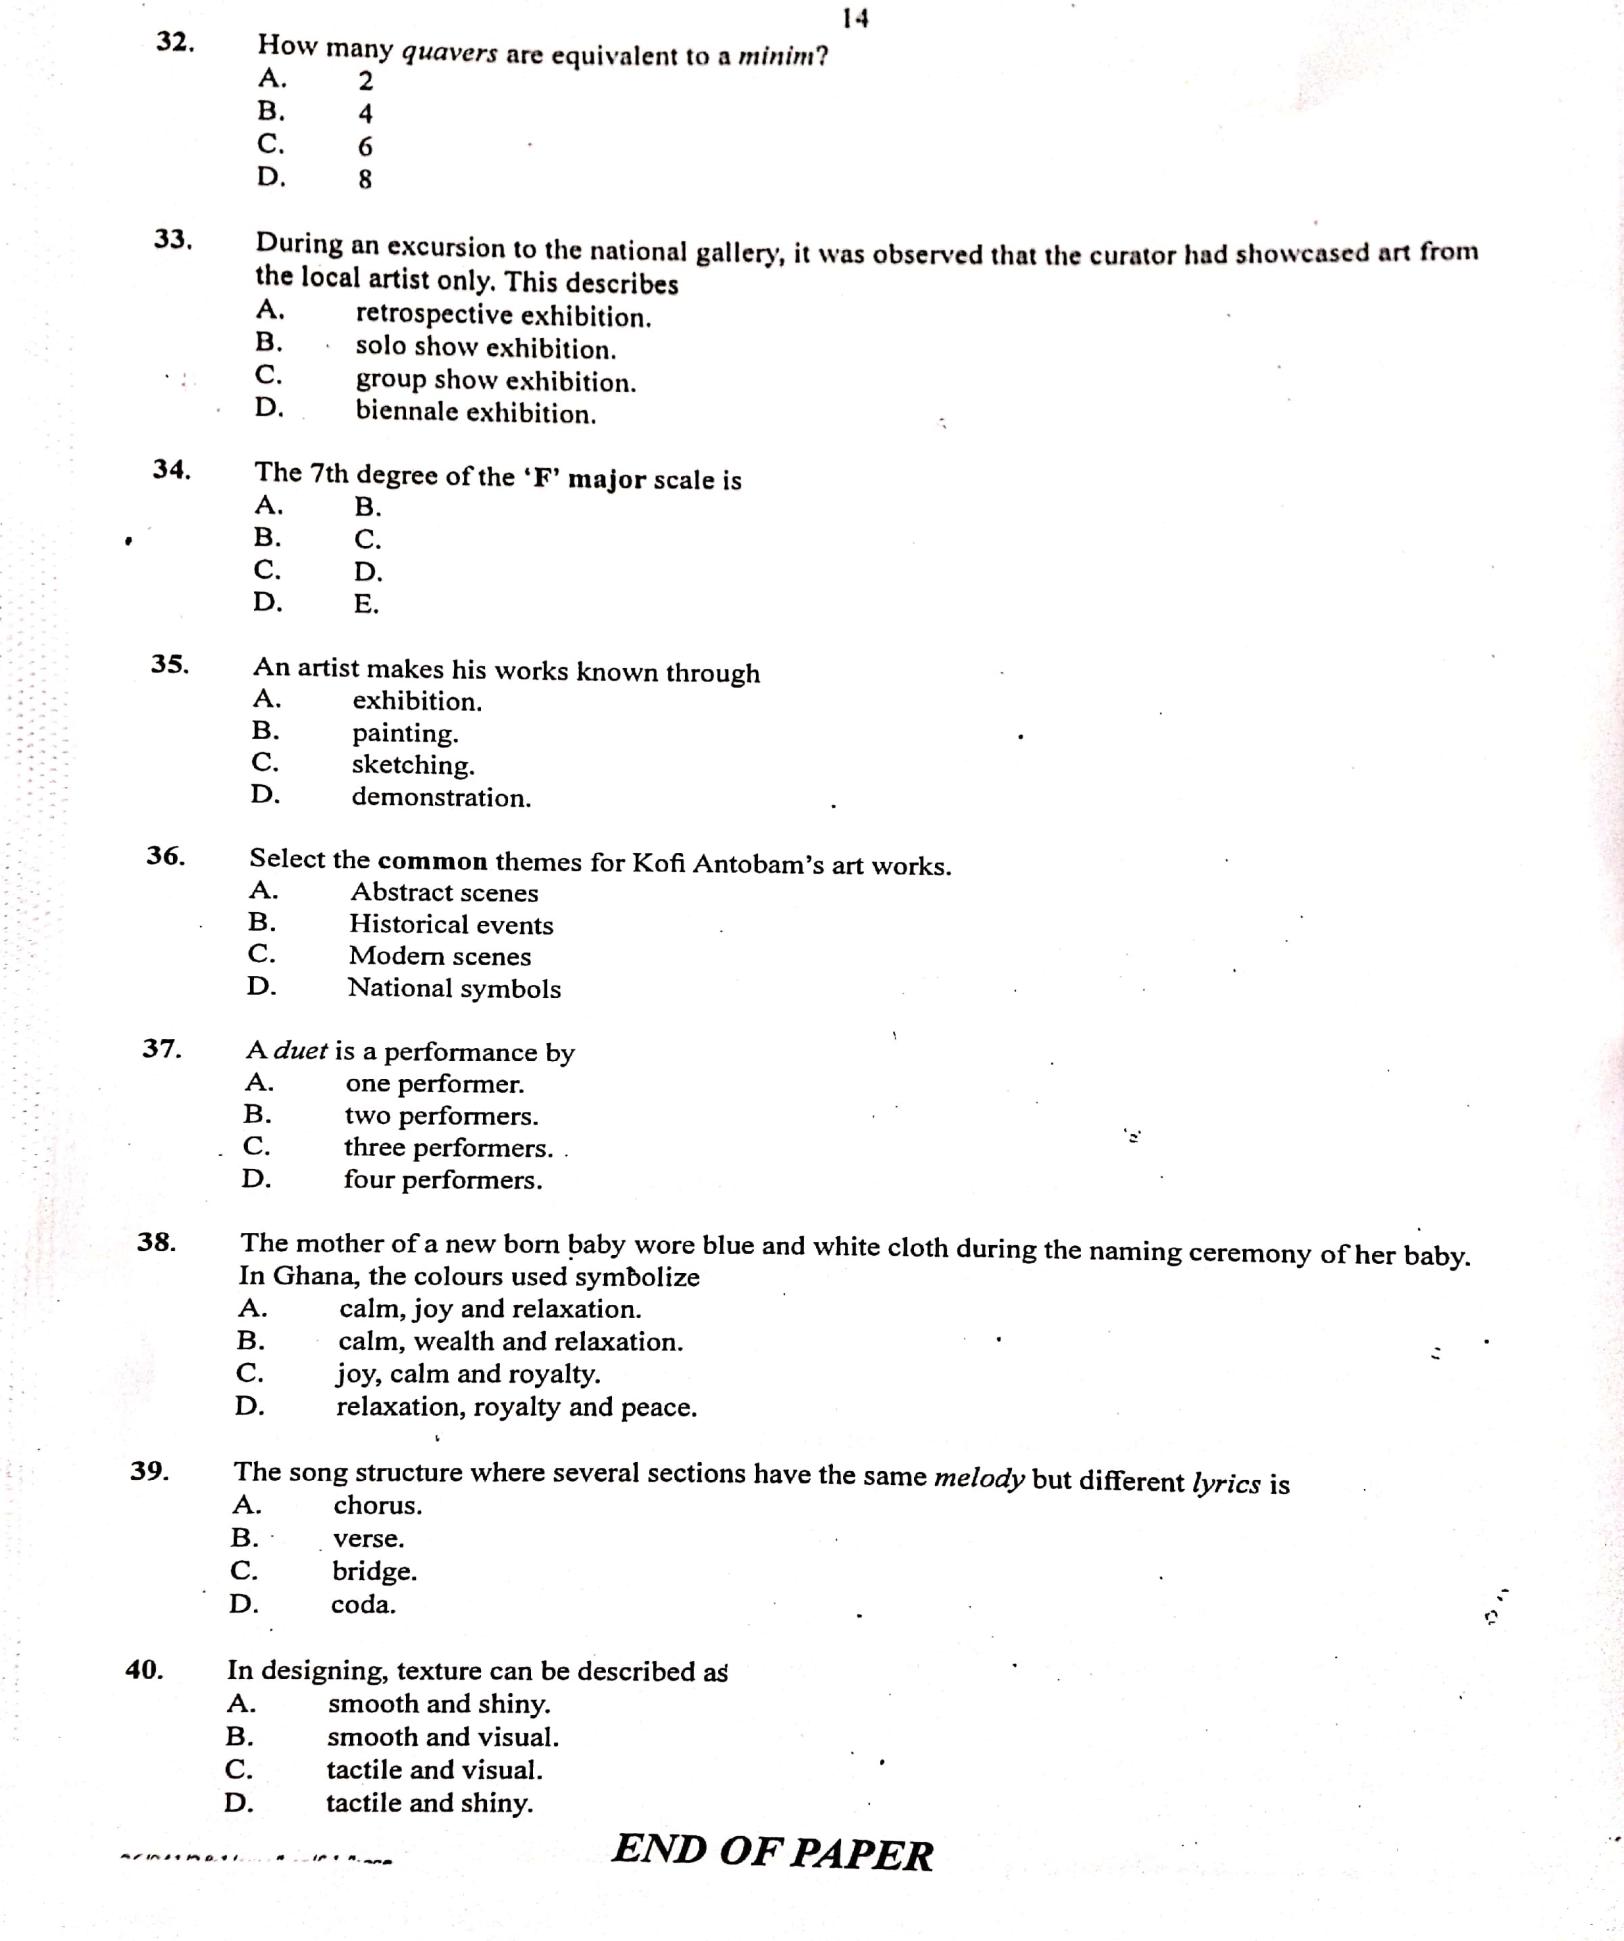 14
32. How many quavers are equivalent to a minim?
A. 2
B. 4
C. 6
D. 8
33. During an excursion to the national gallery, it was observed that the curator had showcased art from
the local artist only. This describes
A. retrospective exhibition.
B. solo show exhibition.
C. group show exhibition.
D. biennale exhibition.
34. The 7th degree of the ‘F’ major scale is
A. B.
B. C.
C. D.
D. E.
35. An artist makes his works known through
A. exhibition.
B. painting.
C. sketching.
D. demonstration.
36. Select the common themes for Kofi Antobam’s art works.
A. Abstract scenes
B. Historical events
C. Modern scenes
D. National symbols
37. A duet is a performance by
A. one performer.
B. two performers.
C. three performers.
D. four performers.
38. The mother of a new born baby wore blue and white cloth during the naming ceremony of her baby.
In Ghana, the colours used symbolize
A. calm, joy and relaxation.
B. calm, wealth and relaxation.
C. joy, calm and royalty.
D. relaxation, royalty and peace.
39. The song structure where several sections have the same melody but different lyrics is
A. chorus.
B. verse.
C. bridge.
D. coda.
40. In designing, texture can be described as
A. smooth and shiny.
B. smooth and visual.
C. tactile and visual.
D. tactile and shiny.
END OF PAPER